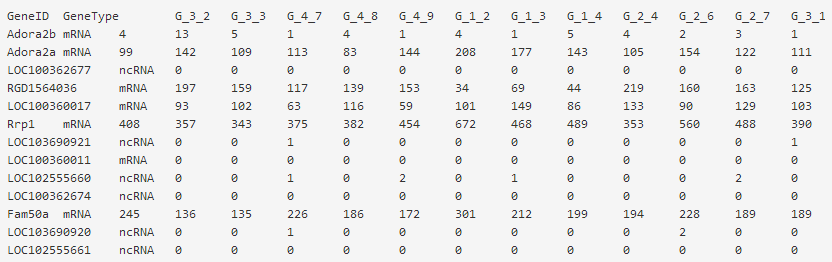 GeneID GeneType G_3_2 G_3_3 G_4_7 G_4_8 G_4_9 G_1_2 G_1_3 G_1_4 G_2_4 G_2_6 G_2_7 G_3_1
Adora2b mRNA 4 13 5 1 4 1 4 1 5 4 2 3 1
Adora2a mRNA 99 142 109 113 83 144 208 177 143 105 154 122 111
LOC100362677 ncRNA 0 0 0 0 0 0 0 0 0 0 0 0
RGD1564036 mRNA 197 159 117 139 153 34 69 44 219 160 163 125
LOC100360017 mRNA 93 102 63 116 59 101 149 86 133 90 129 103
Rrp1 mRNA 408 357 343 375 382 454 672 468 489 353 560 488 390
LOC103690921 ncRNA 0 0 1 0 0 0 0 0 0 0 0 1
LOC100360011 mRNA 0 0 0 0 0 0 0 0 0 0 0 0
LOC102555660 ncRNA 0 0 1 0 2 0 1 0 0 0 2 0
LOC100362674 ncRNA 0 0 0 0 0 0 0 0 0 0 0 0
Fam50a mRNA 245 136 135 226 186 172 301 212 199 194 228 189 189
LOC103690920 ncRNA 0 0 1 0 0 0 0 0 0 2 0 0
LOC102555661 ncRNA 0 0 0 0 0 0 0 0 0 0 0 0